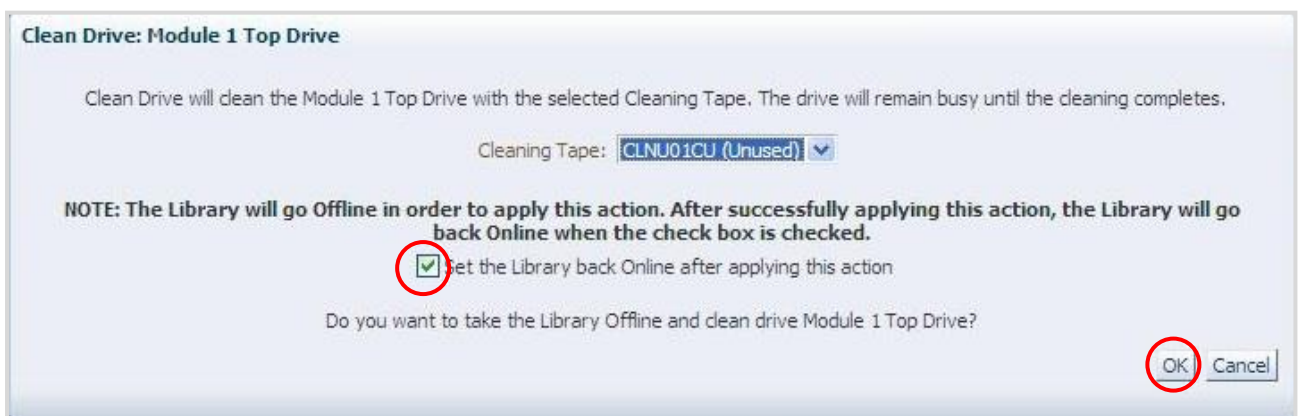 Clean Drive: Module 1 Top Drive
Clean Drive will clean the Module 1 Top Drive with the selected Cleaning Tape. The drive will remain busy until the cleaning completes.
Cleaning Tape: CLNU01CU (Unused)
NOTE: The Library will go Offline in order to apply this action. After successfully applying this action, the Library will go
back Online when the check box is checked.
Set the Library back Online after applying this action
Do you want to take the Library Offline and clean drive Module 1 Top Drive?
OK Cancel